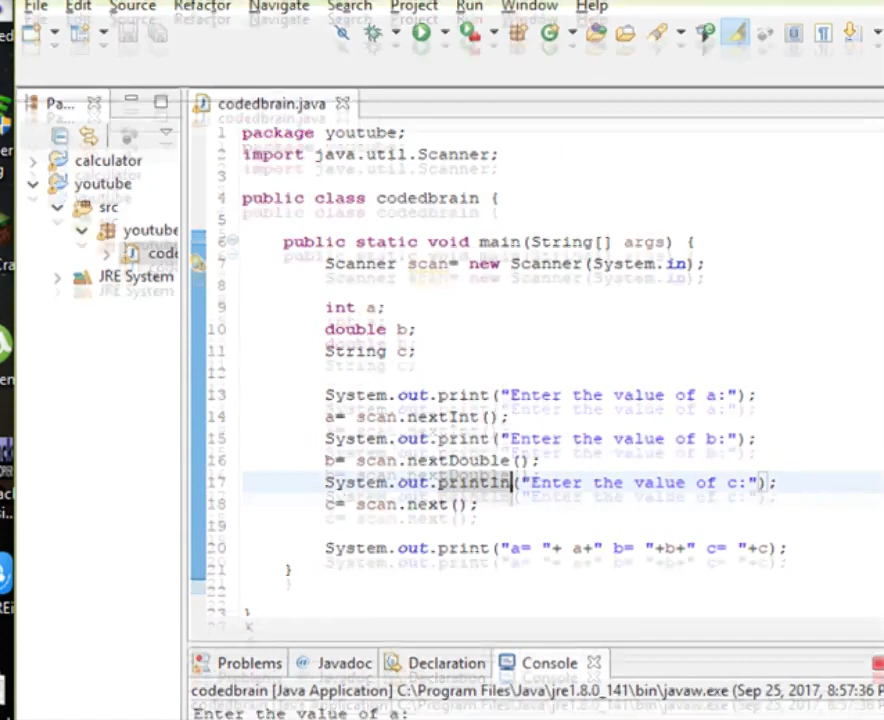 File Edit Source Refactor Navigate Search Project Run Window Help
Pa...
codedbrain.java
calculator
youtube
src
youtube
code
JRE System
1 package youtube;
2 import java.util.Scanner;
3
4 public class codedbrain {
5
6 public static void main(String[] args) {
7 Scanner scan= new Scanner(System.in);
8
9 int a;
10 double b;
11 String c;
12
13 System.out.print("Enter the value of a:");
14 a= scan.nextInt();
15 System.out.print("Enter the value of b:");
16 b= scan.nextDouble();
17 System.out.println("Enter the value of c:");
18 c= scan.next();
19
20 System.out.print("a= "+ a+" b= "+b+" c= "+c);
21 }
}
Problems Javadoc Declaration Console
codedbrain [Java Application] C:\Program Files\Java\jre1.8.0_141\bin\javaw.exe (Sep 25, 2017, 8:57:36 P
Enter the value of a: